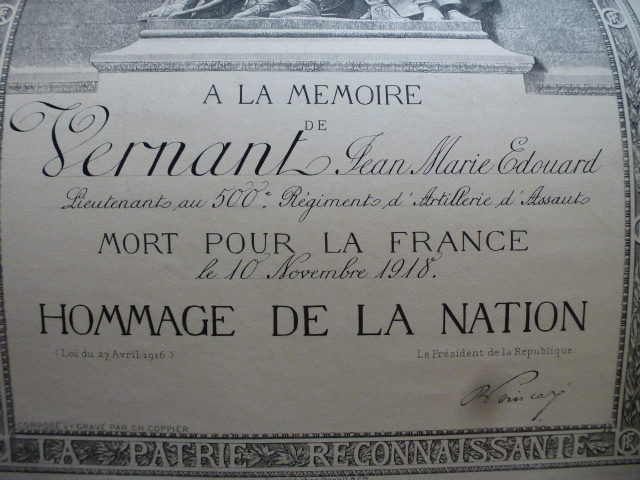 A LA MEMOIRE
DE
Vernant Jean Marie Edouard
Lieutenant au 500e Régiment d'Artillerie d'Assaut
MORT POUR LA FRANCE
le 10 Novembre 1918.
HOMMAGE DE LA NATION
(Loi du 27 Avril 1916)
Le Président de la République:
R Poincaré
COMPOSÉ ET GRAVÉ PAR CH. COPPIER
LA PATRIE RECONNAISSANTE